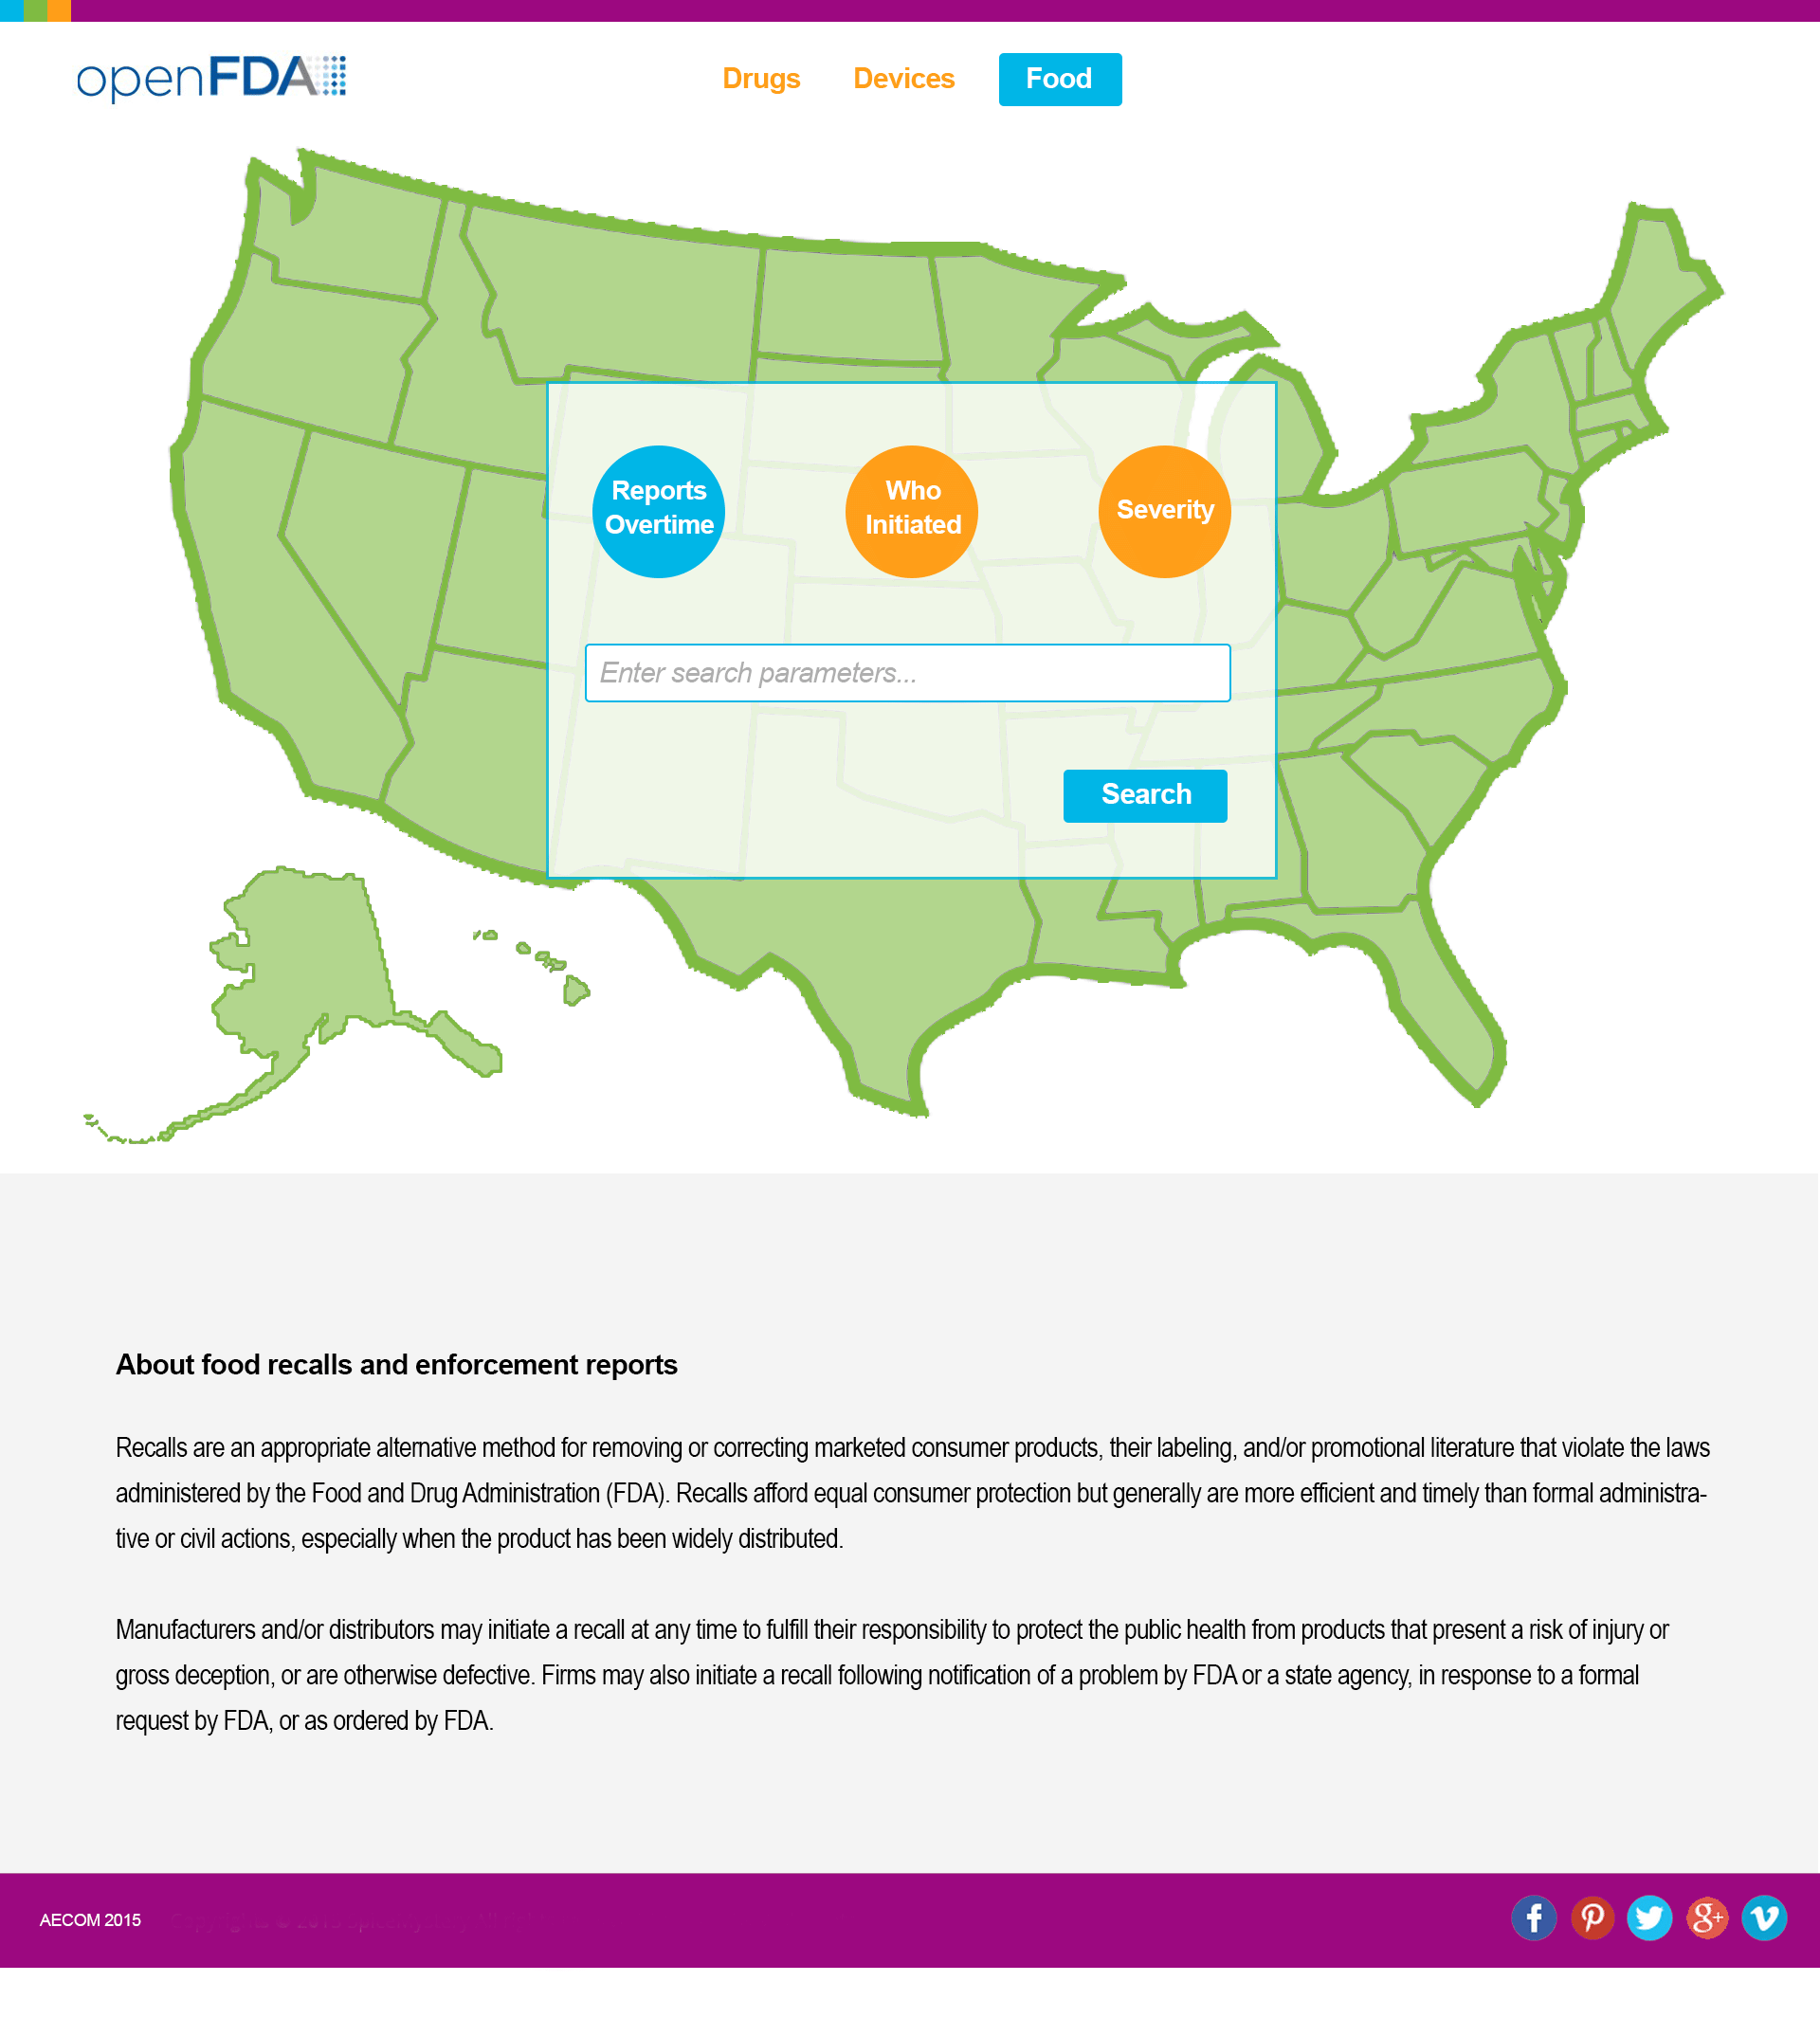 openFDA
Drugs Devices Food
Reports Overtime
Who Initiated
Severity
Enter search parameters...
Search
About food recalls and enforcement reports
Recalls are an appropriate alternative method for removing or correcting marketed consumer products, their labeling, and/or promotional literature that violate the laws
administered by the Food and Drug Administration (FDA). Recalls afford equal consumer protection but generally are more efficient and timely than formal administra-
tive or civil actions, especially when the product has been widely distributed.
Manufacturers and/or distributors may initiate a recall at any time to fulfill their responsibility to protect the public health from products that present a risk of injury or
gross deception, or are otherwise defective. Firms may also initiate a recall following notification of a problem by FDA or a state agency, in response to a formal
request by FDA, or as ordered by FDA.
AECOM 2015